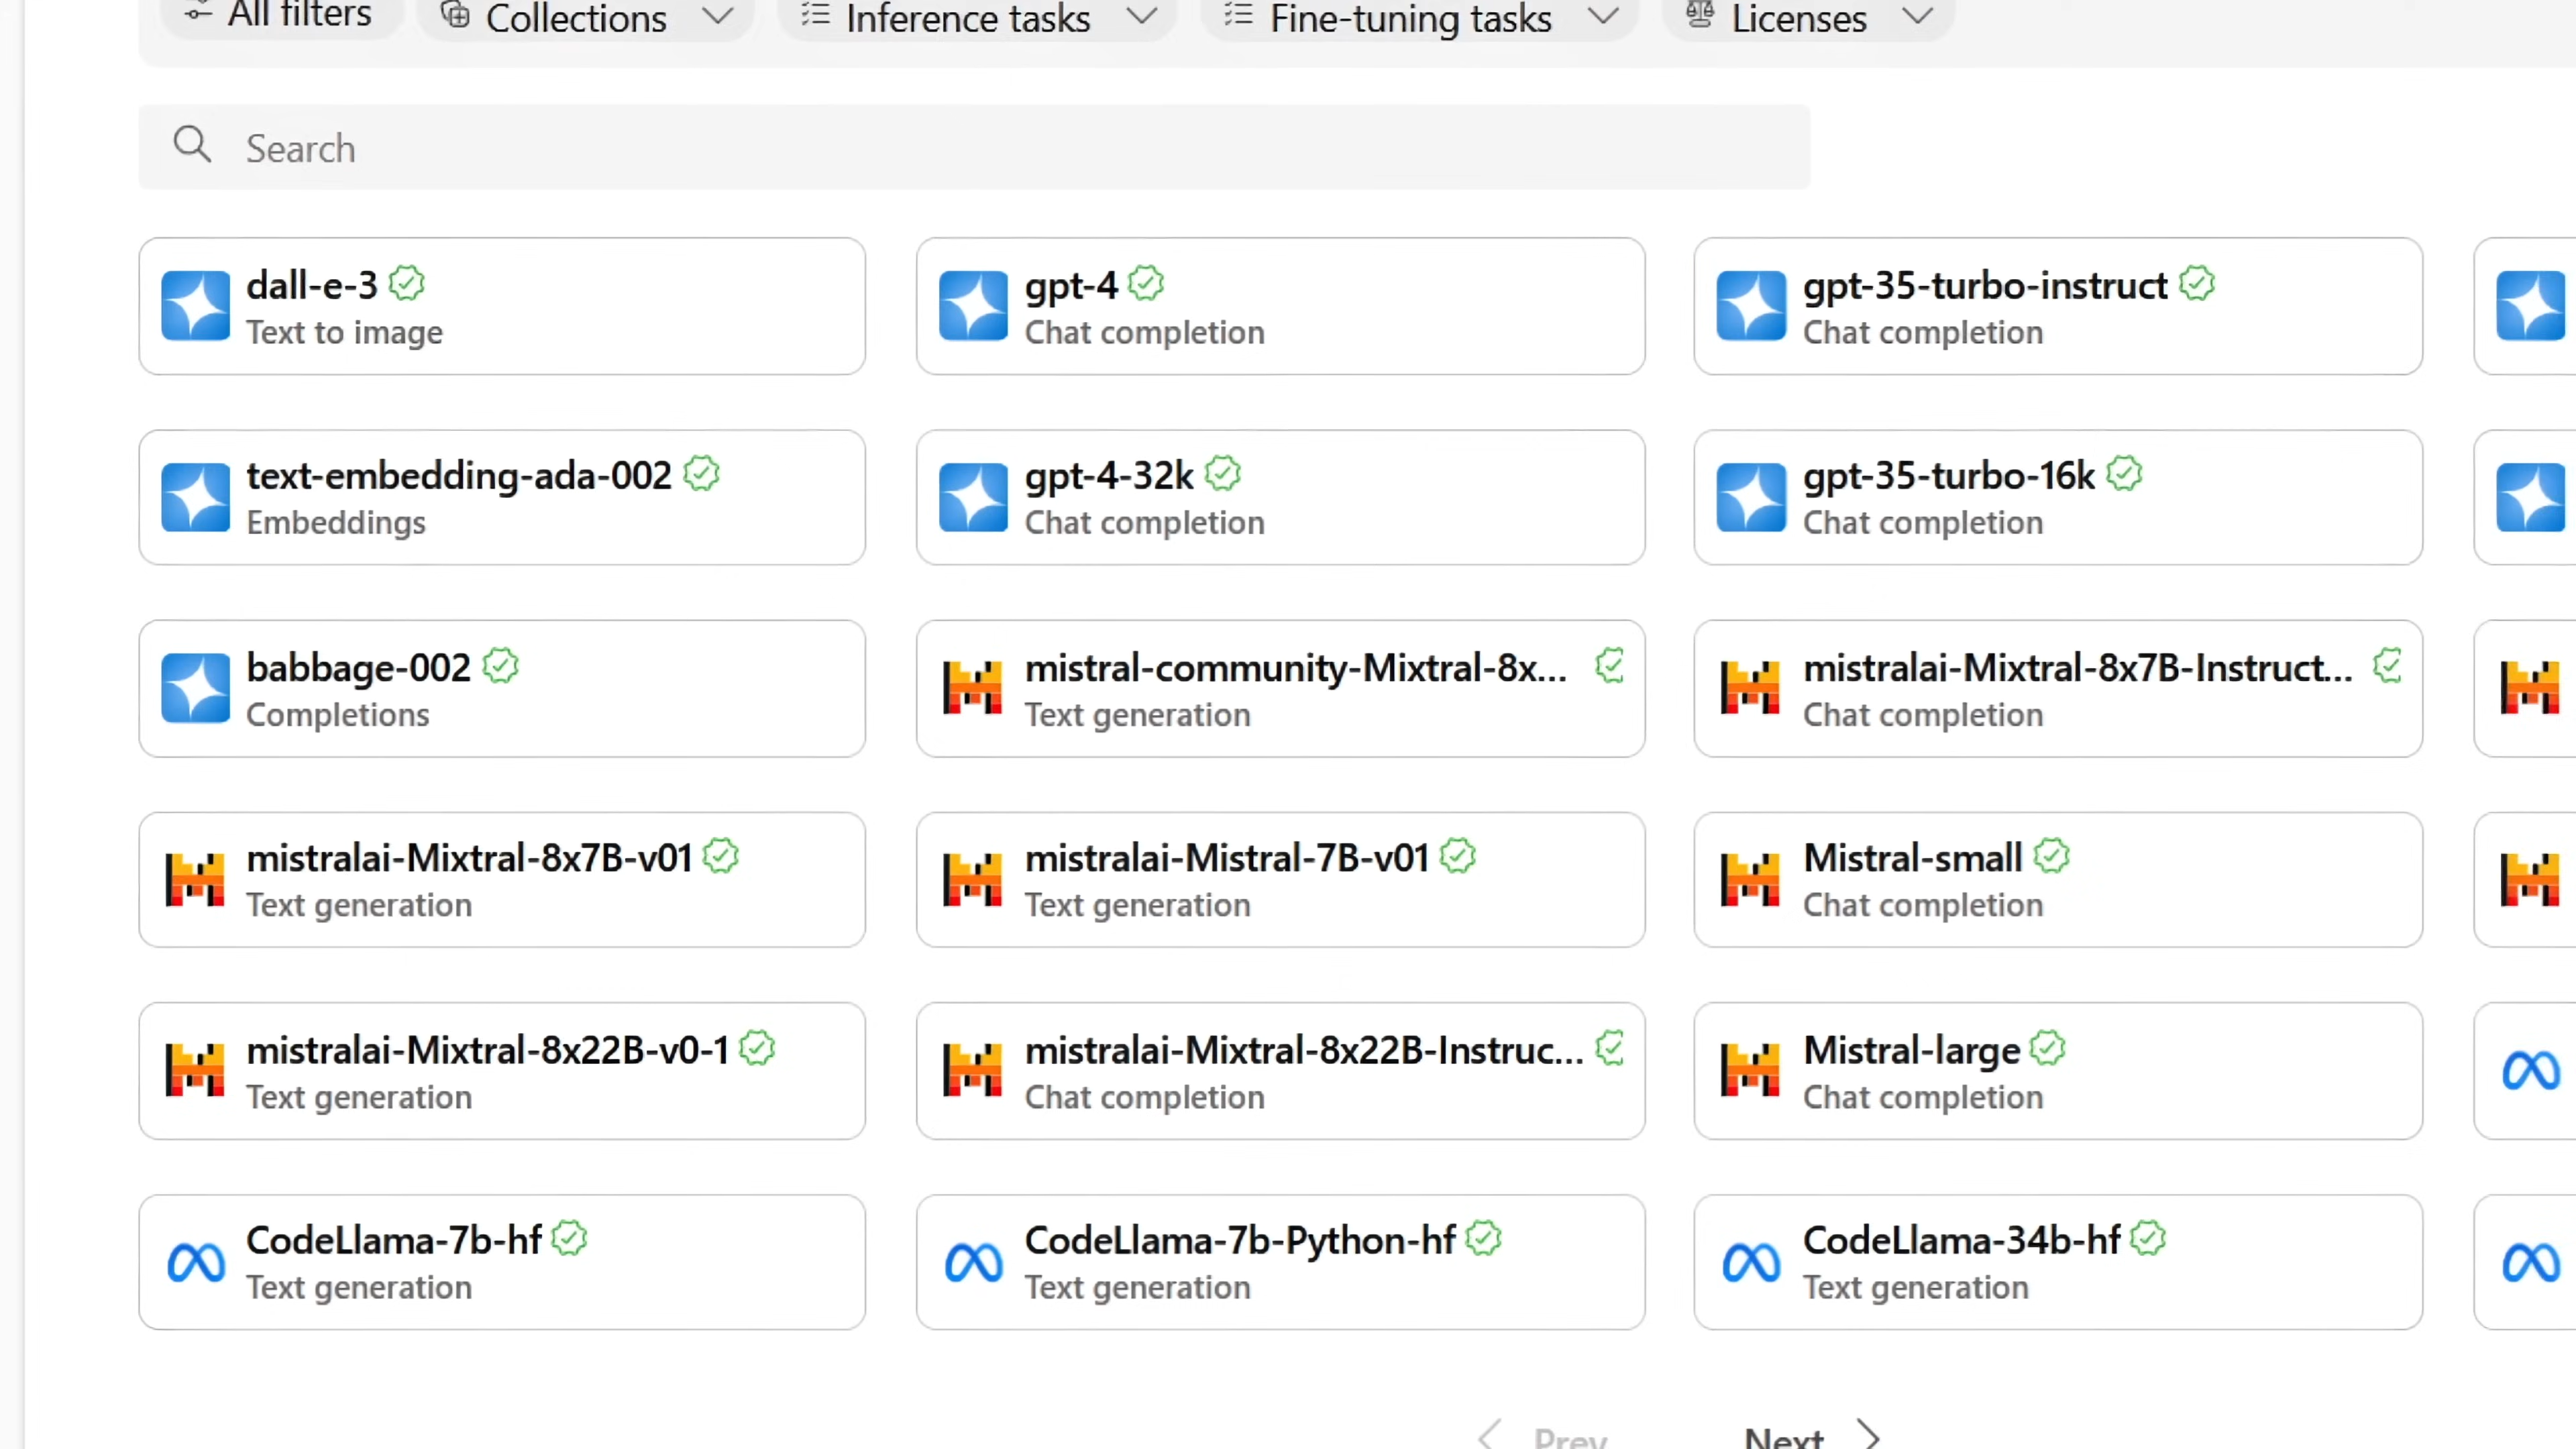 All filters
Collections
Inference tasks
Fine-tuning tasks
Licenses
Search
dall-e-3
Text to image
gpt-4
Chat completion
gpt-35-turbo-instruct
Chat completion
text-embedding-ada-002
Embeddings
gpt-4-32k
Chat completion
gpt-35-turbo-16k
Chat completion
babbage-002
Completions
mistral-community-Mixtral-8x...
Text generation
mistralai-Mixtral-8x7B-Instruct...
Chat completion
mistralai-Mixtral-8x7B-v01
Text generation
mistralai-Mistral-7B-v01
Text generation
Mistral-small
Chat completion
mistralai-Mixtral-8x22B-v0-1
Text generation
mistralai-Mixtral-8x22B-Instruc...
Chat completion
Mistral-large
Chat completion
CodeLlama-7b-hf
Text generation
CodeLlama-7b-Python-hf
Text generation
CodeLlama-34b-hf
Text generation
Prev
Next